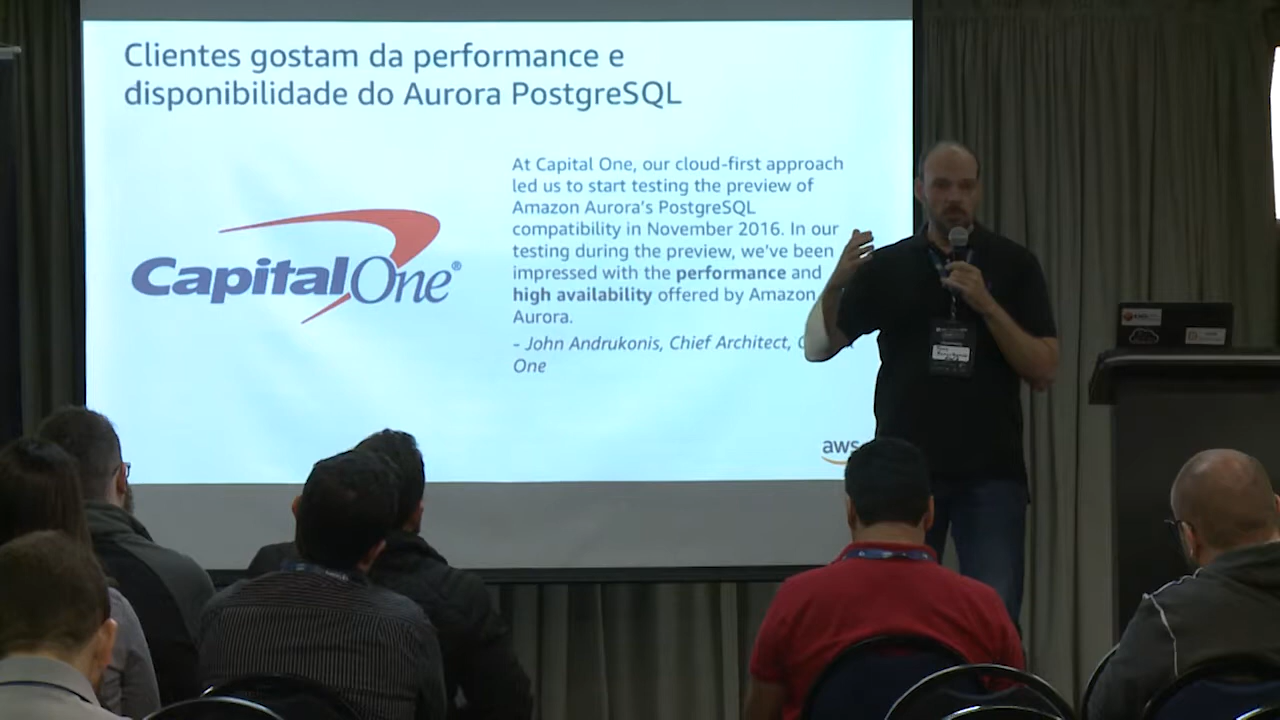 Clientes gostam da performance e
disponibilidade do Aurora PostgreSQL
CapitalOne®
At Capital One, our cloud-first approach
led us to start testing the preview of
Amazon Aurora's PostgreSQL
compatibility in November 2016. In our
testing during the preview, we've been
impressed with the performance and
high availability offered by Amazon
Aurora.
- John Andrukonis, Chief Architect, C
One
aws